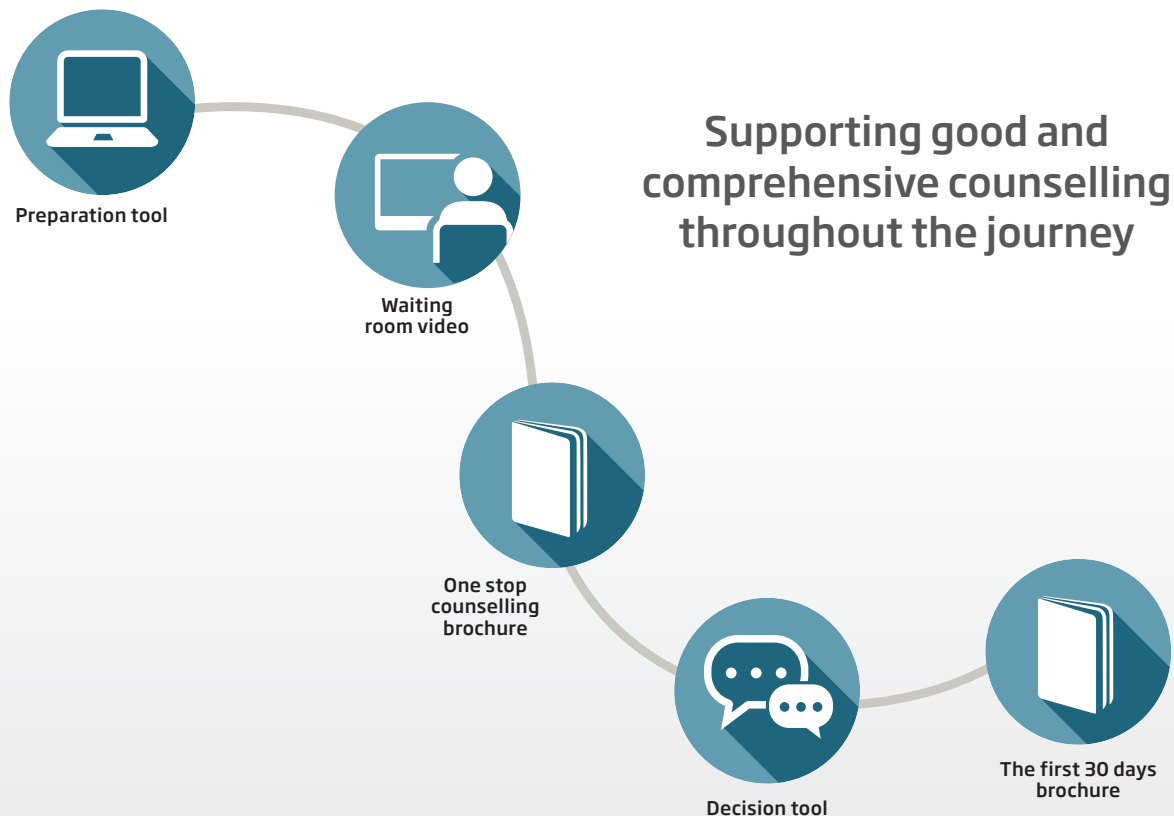 Supporting good and
comprehensive counselling
throughout the journey
Preparation tool
Waiting
room video
One stop
counselling
brochure
Decision tool
The first 30 days
brochure